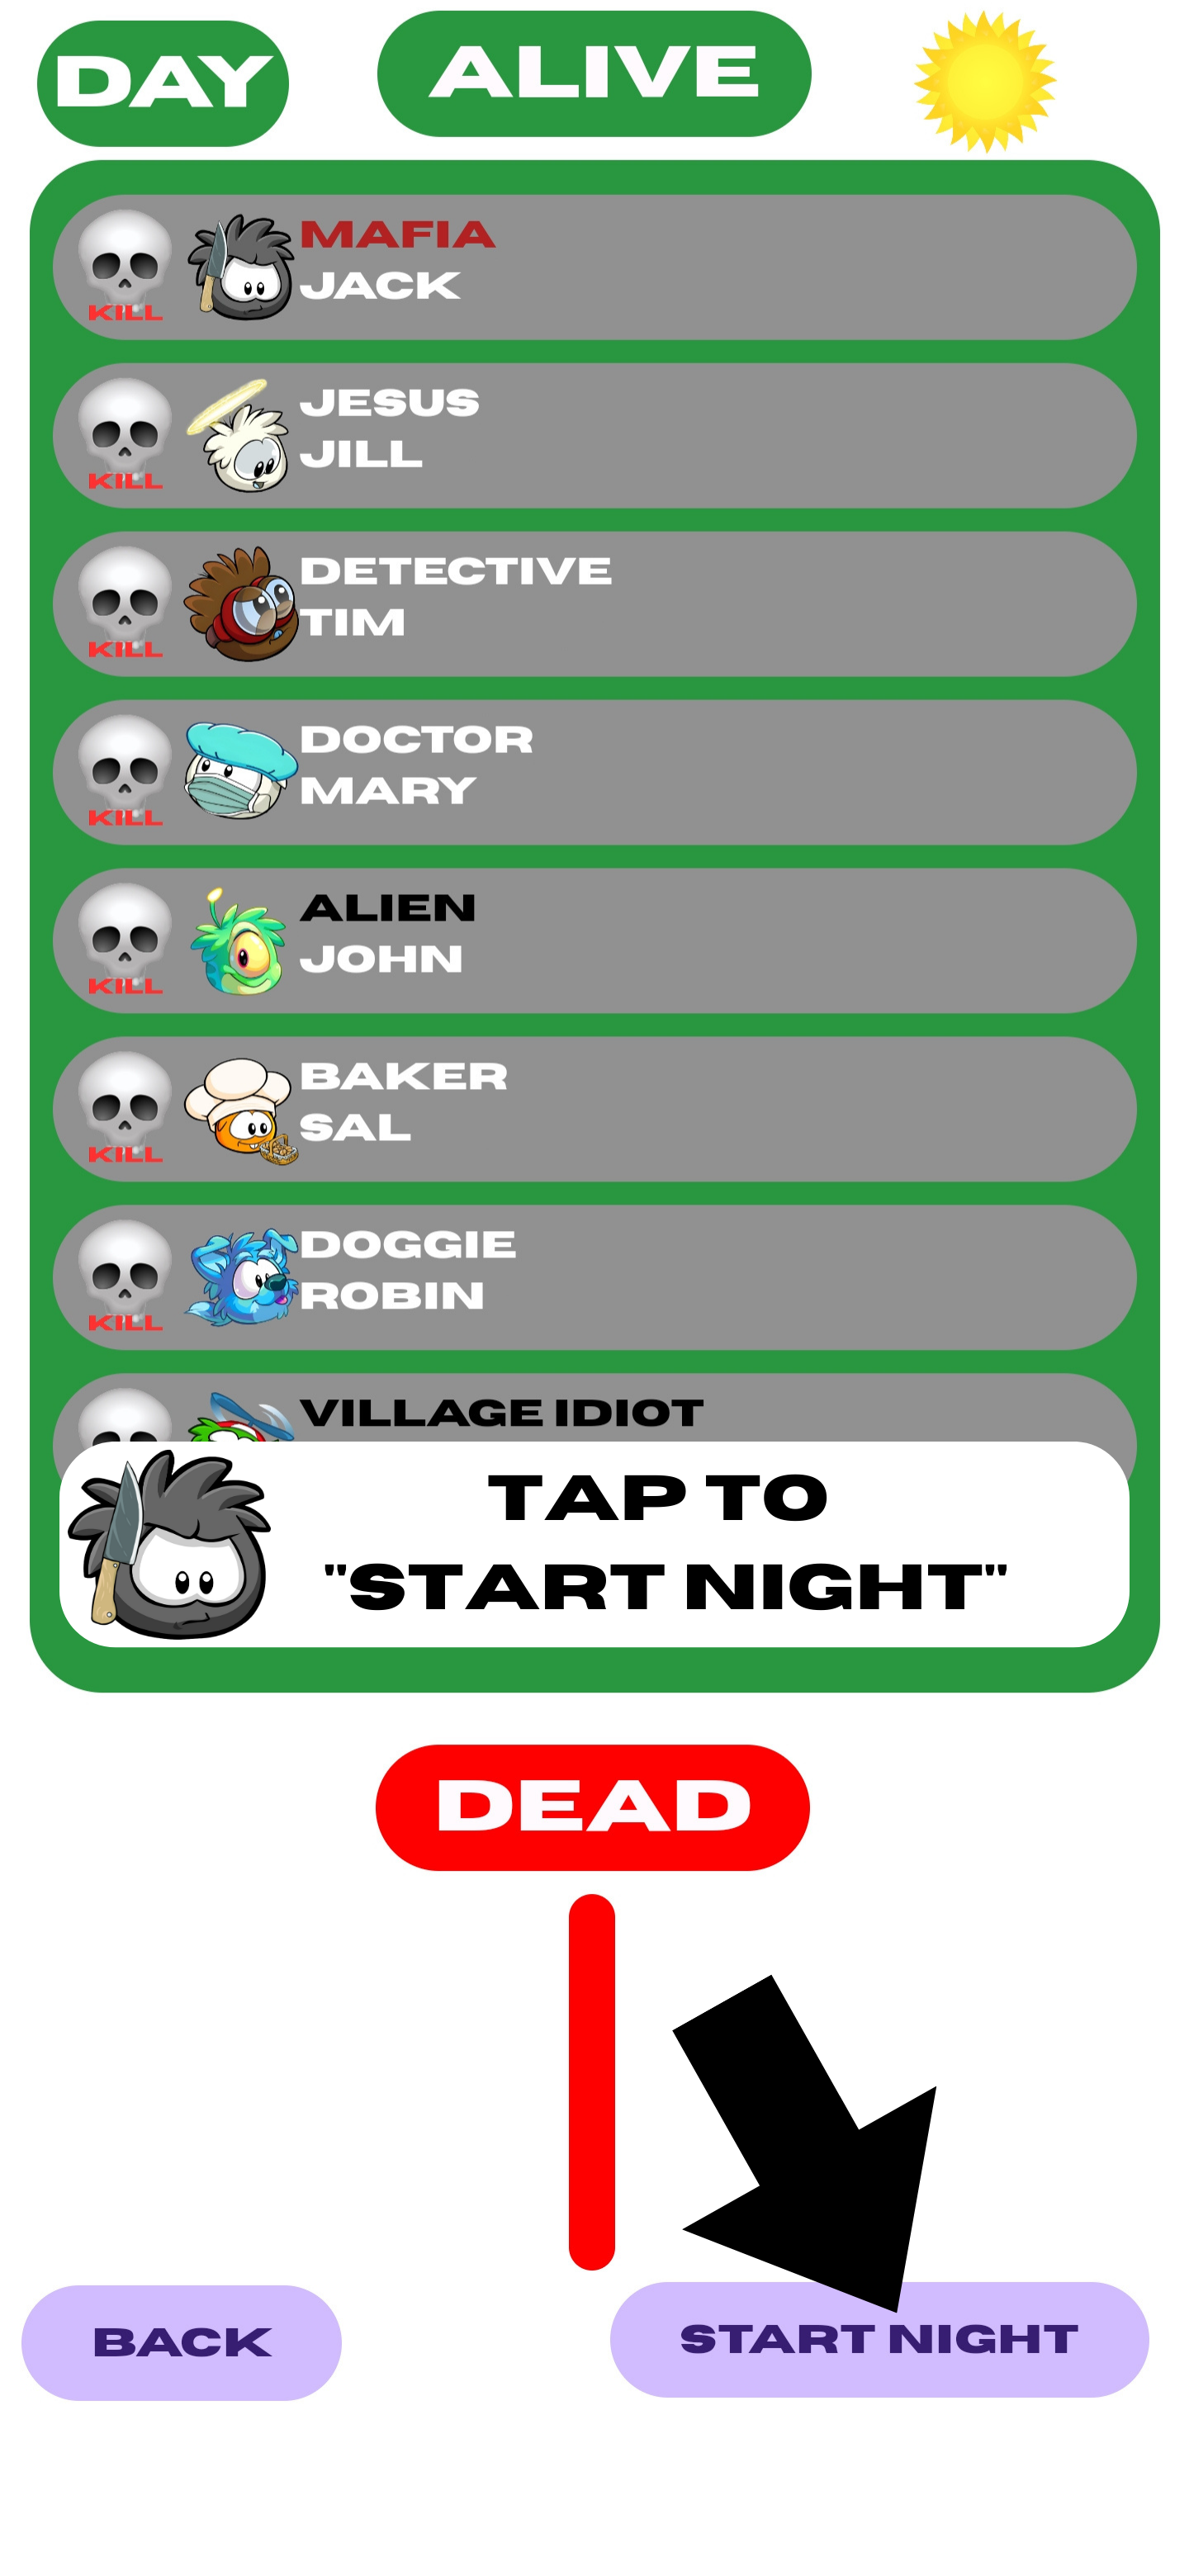 DAY
ALIVE
MAFIA
JACK
KILL
JESUS
JILL
KILL
DETECTIVE
TIM
KILL
DOCTOR
MARY
KILL
ALIEN
JOHN
KILL
BAKER
SAL
KILL
DOGGIE
ROBIN
KILL
VILLAGE IDIOT
TAP TO
"START NIGHT"
DEAD
BACK
START NIGHT